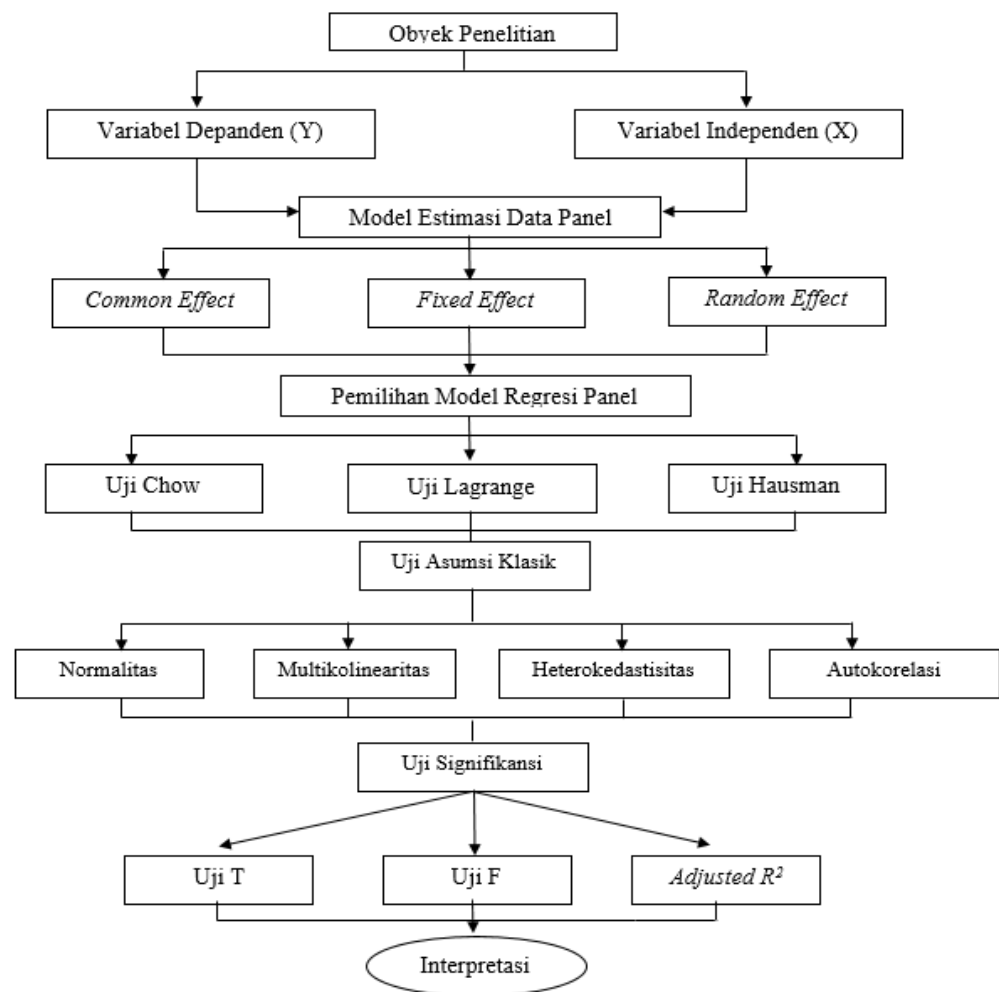 Obyek Penelitian
Variabel Depanden (Y)
Variabel Independen (X)
Model Estimasi Data Panel
Common Effect
Fixed Effect
Random Effect
Pemilihan Model Regresi Panel
Uji Chow
Uji Lagrange
Uji Hausman
Uji Asumsi Klasik
Normalitas
Multikolinearitas
Heterokedastisitas
Autokorelasi
Uji Signifikansi
Uji T
Uji F
Adjusted R²
Interpretasi